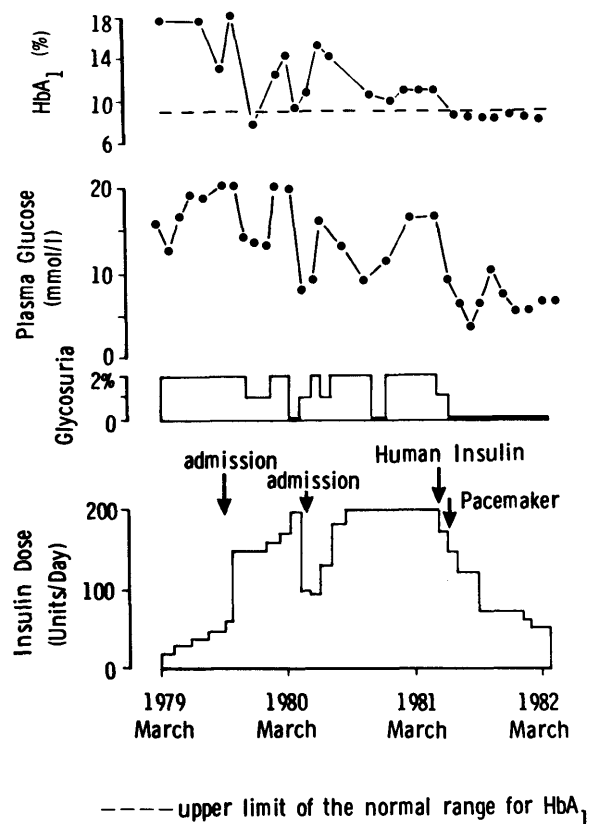 HbA1 (%)
18
14
10
6
Plasma Glucose
(mmol/l)
20
10
0
Glycosuria
2%
0
admission
admission
Human Insulin
Pacemaker
Insulin Dose
(Units/Day)
200
100
0
1979
March
1980
March
1981
March
1982
March
---- upper limit of the normal range for HbA1